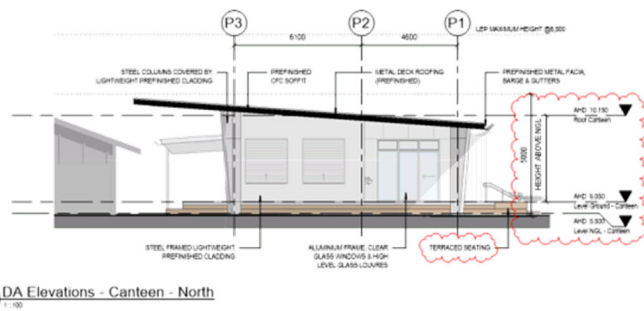 P3
P2
P1
LEP MAXIMUM HEIGHT @8,500
6100
4600
STEEL COLUMNS COVERED BY
LIGHTWEIGHT PREFINISHED CLADDING
PREFINISHED
CFC SOFFIT
METAL DECK ROOFING
(PREFINISHED)
PREFINISHED METAL FACIA,
BARGE & GUTTERS
AHD 10.150
Roof Canteen
HEIGHT ABOVE NGL
AHD 6.050
Level Ground - Canteen
AHD 5.500
Level NGL - Canteen
STEEL FRAMED LIGHTWEIGHT
PREFINISHED CLADDING
ALUMINIUM FRAME, CLEAR
GLASS WINDOWS & HIGH
LEVEL GLASS LOUVRES
TERRACED SEATING
DA Elevations - Canteen - North
1 : 100